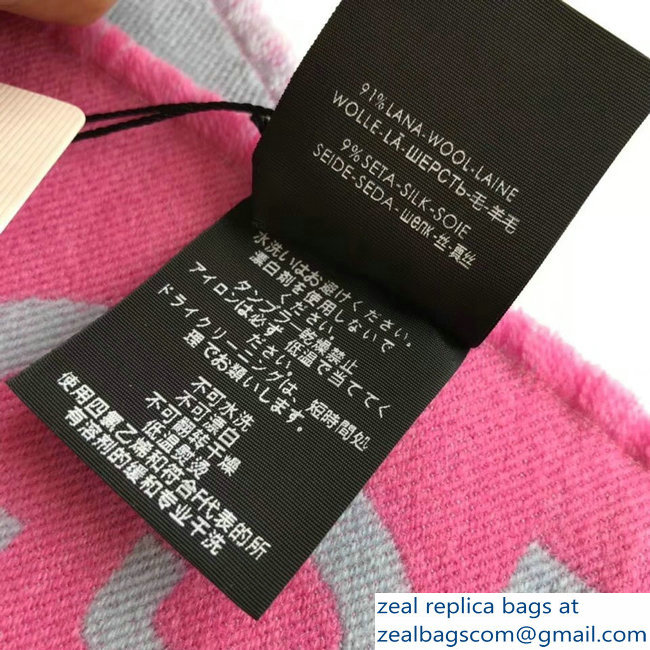 91%LANA-WOOL-LAINE
WOLLE-LÃ-ШЕРСТЬ-毛-羊毛
9%SETA-SILK-SOIE
SEIDE-SEDA-шелк-丝-真丝
水洗いはお避けください。
漂白剤を使用しないで
ください。
タンブラー乾燥禁止
アイロンは必ず低温で当ててく
ださい。
ドライクリーニングは、短時間処
理でお願いします。
不可水洗
不可漂白
不可翻转干燥
低温熨烫
使用四氯乙烯和符合F代表的所
有溶剂的缓和专业干洗
zeal replica bags at
zealbagscom@gmail.com